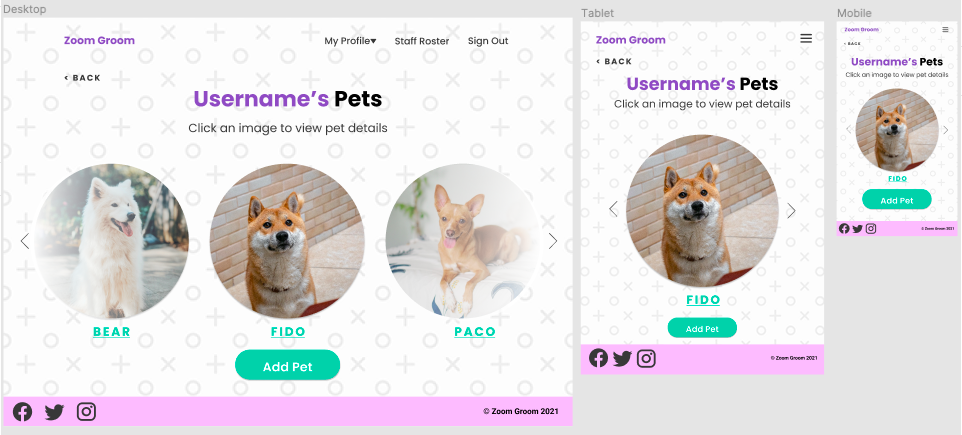 Desktop
Zoom Groom
My Profile▾ Staff Roster Sign Out
< BACK
Username's Pets
Click an image to view pet details
BEAR FIDO PACO
Add Pet
© Zoom Groom 2021
Tablet
Zoom Groom
< BACK
Username's Pets
Click an image to view pet details
FIDO
Add Pet
© Zoom Groom 2021
Mobile
Zoom Groom
< BACK
Username's Pets
Click an image to view pet details
FIDO
Add Pet
© Zoom Groom 2021